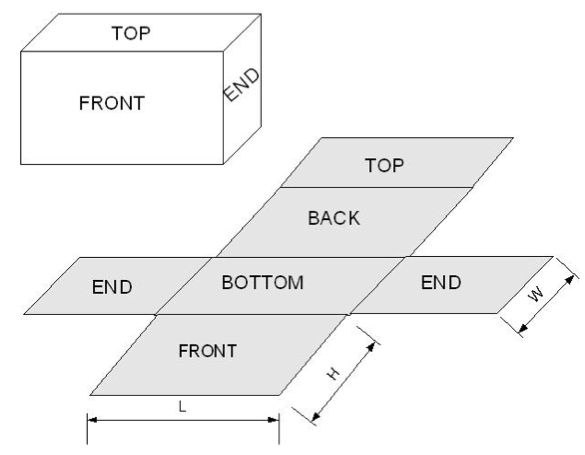 TOP
FRONT
END
TOP
BACK
END
BOTTOM
END
W
FRONT
H
L